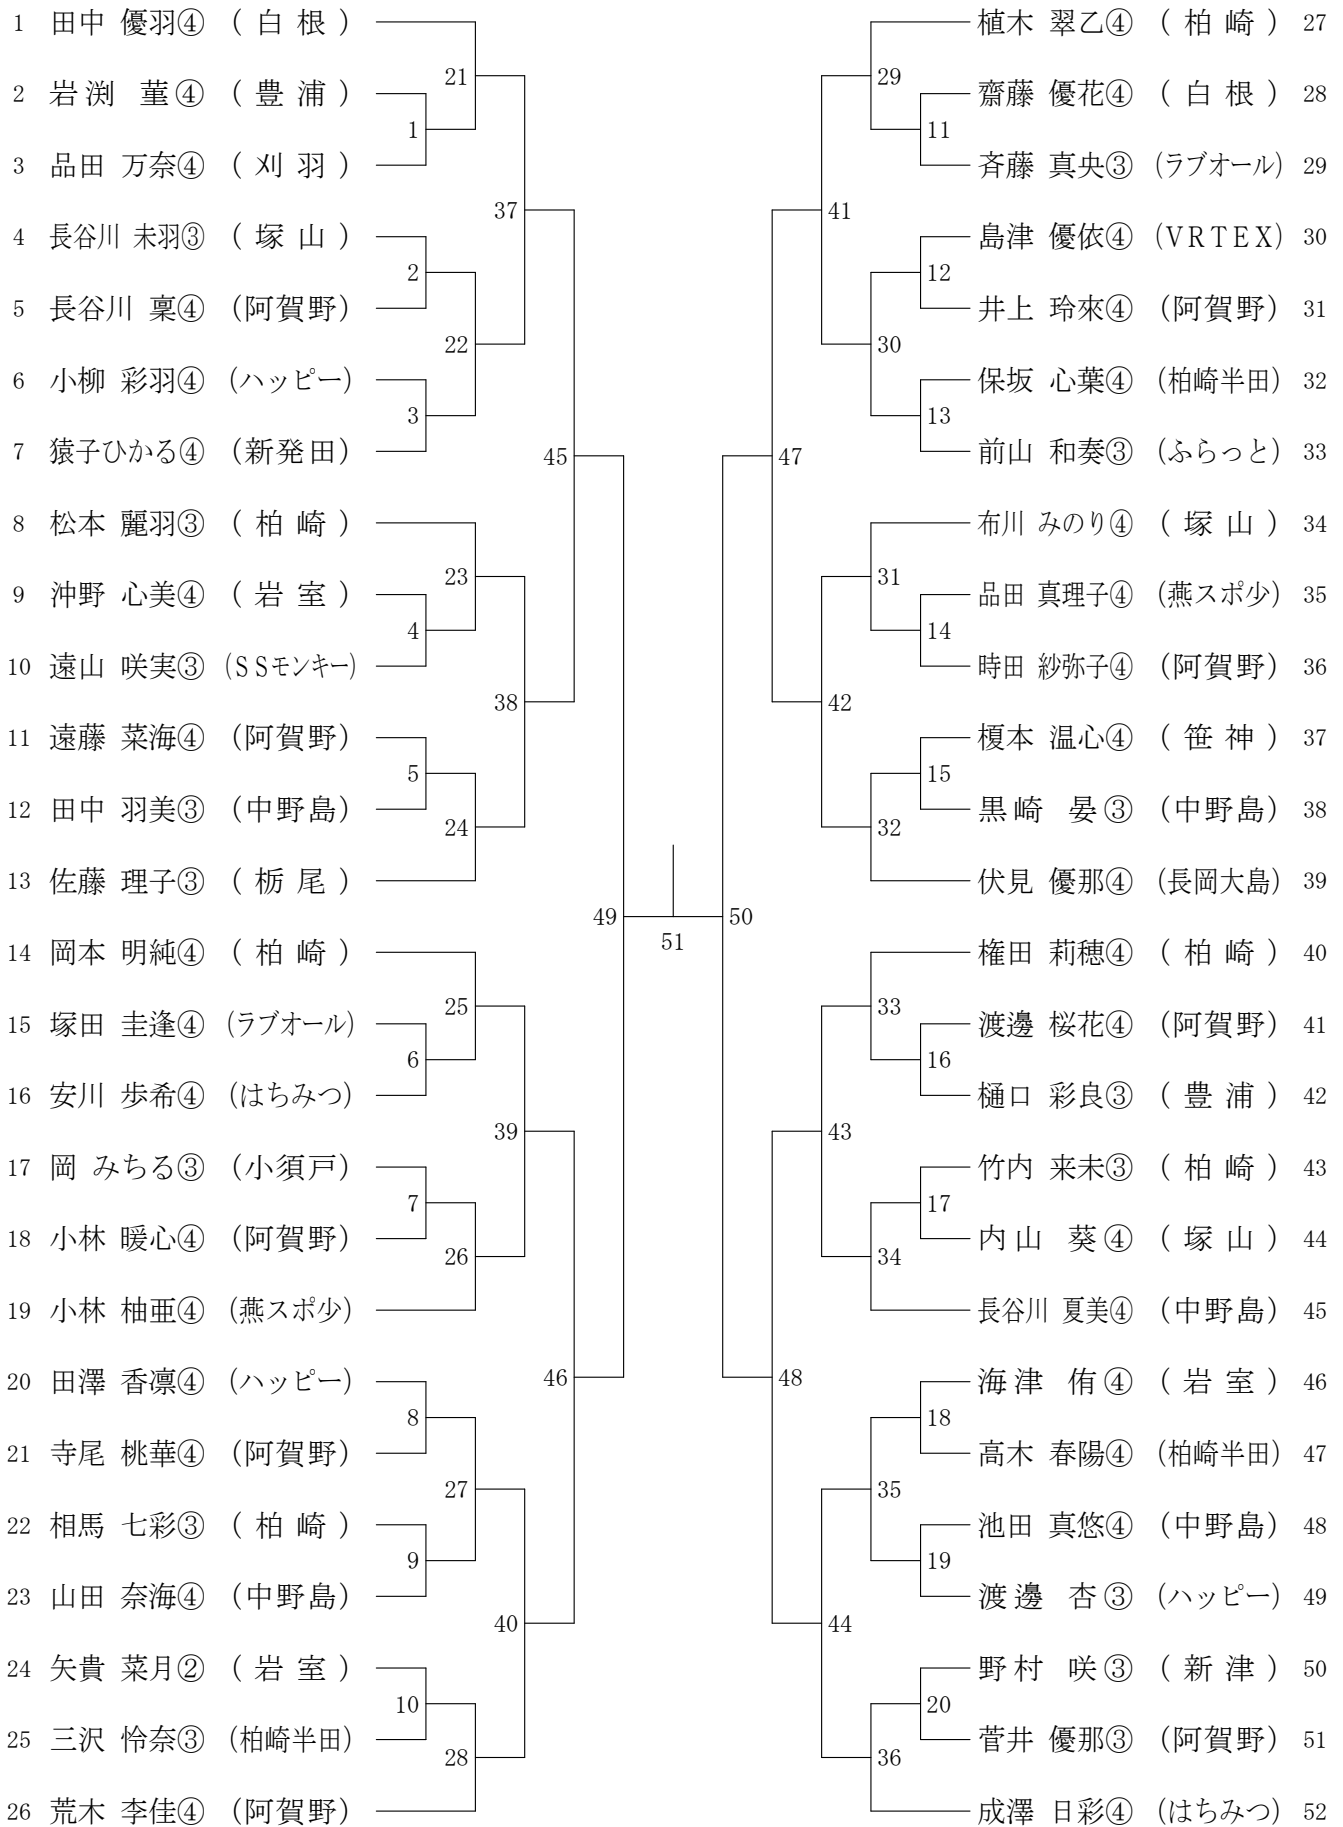 1 田中 優羽④ ( 白 根 )
21
2 岩渕 菫④ ( 豊 浦 )
1
3 品田 万奈④ ( 刈 羽 )
37
4 長谷川 未羽③ ( 塚 山 )
2
5 長谷川 稟④ (阿賀野)
22
6 小柳 彩羽④ (ハッピー)
3
7 猿子ひかる④ (新発田)
45
8 松本 麗羽③ ( 柏 崎 )
23
9 沖野 心美④ ( 岩 室 )
4
10 遠山 咲実③ (SSモンキー)
38
11 遠藤 菜海④ (阿賀野)
5
12 田中 羽美③ (中野島)
24
13 佐藤 理子③ ( 栃 尾 )
49
14 岡本 明純④ ( 柏 崎 )
25
15 塚田 圭逢④ (ラブオール)
6
16 安川 歩希④ (はちみつ)
39
17 岡 みちる③ (小須戸)
7
18 小林 暖心④ (阿賀野)
26
19 小林 柚亜④ (燕スポ少)
46
20 田澤 香凛④ (ハッピー)
8
21 寺尾 桃華④ (阿賀野)
27
22 相馬 七彩③ ( 柏 崎 )
9
23 山田 奈海④ (中野島)
40
24 矢貴 菜月② ( 岩 室 )
10
25 三沢 怜奈③ (柏崎半田)
28
26 荒木 李佳④ (阿賀野)
51
植木 翠乙④ ( 柏 崎 ) 27
29
齋藤 優花④ ( 白 根 ) 28
11
斉藤 真央③ (ラブオール) 29
41
島津 優依④ (VRTEX) 30
12
井上 玲來④ (阿賀野) 31
30
保坂 心葉④ (柏崎半田) 32
13
前山 和奏③ (ふらっと) 33
47
布川 みのり④ ( 塚 山 ) 34
31
品田 真理子④ (燕スポ少) 35
14
時田 紗弥子④ (阿賀野) 36
42
榎本 温心④ ( 笹 神 ) 37
15
黒崎 晏③ (中野島) 38
32
伏見 優那④ (長岡大島) 39
50
権田 莉穂④ ( 柏 崎 ) 40
33
渡邊 桜花④ (阿賀野) 41
16
樋口 彩良③ ( 豊 浦 ) 42
43
竹内 来未③ ( 柏 崎 ) 43
17
内山 葵④ ( 塚 山 ) 44
34
長谷川 夏美④ (中野島) 45
48
海津 侑④ ( 岩 室 ) 46
18
高木 春陽④ (柏崎半田) 47
35
池田 真悠④ (中野島) 48
19
渡邊 杏③ (ハッピー) 49
44
野村 咲③ ( 新 津 ) 50
20
菅井 優那③ (阿賀野) 51
36
成澤 日彩④ (はちみつ) 52